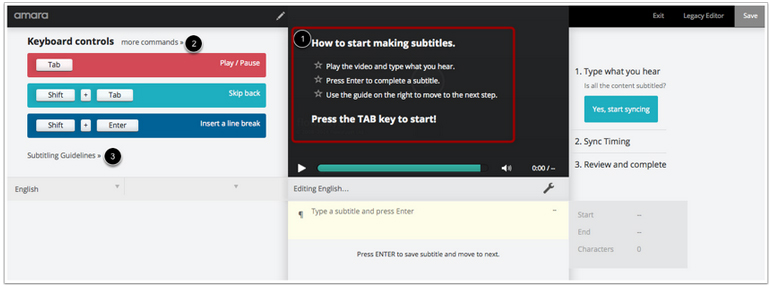 amara
Exit Legacy Editor Save
Keyboard controls more commands » 2
Tab Play / Pause
Shift + Tab Skip back
Shift + Enter Insert a line break
Subtitling Guidelines » 3
English
1
How to start making subtitles.
☆ Play the video and type what you hear.
☆ Press Enter to complete a subtitle.
☆ Use the guide on the right to move to the next step.
Press the TAB key to start!
0:00 / --
Editing English...
¶ Type a subtitle and press Enter --
Press ENTER to save subtitle and move to next.
1. Type what you hear
Is all the content subtitled?
Yes, start syncing
2. Sync Timing
3. Review and complete
Start --
End --
Characters 0